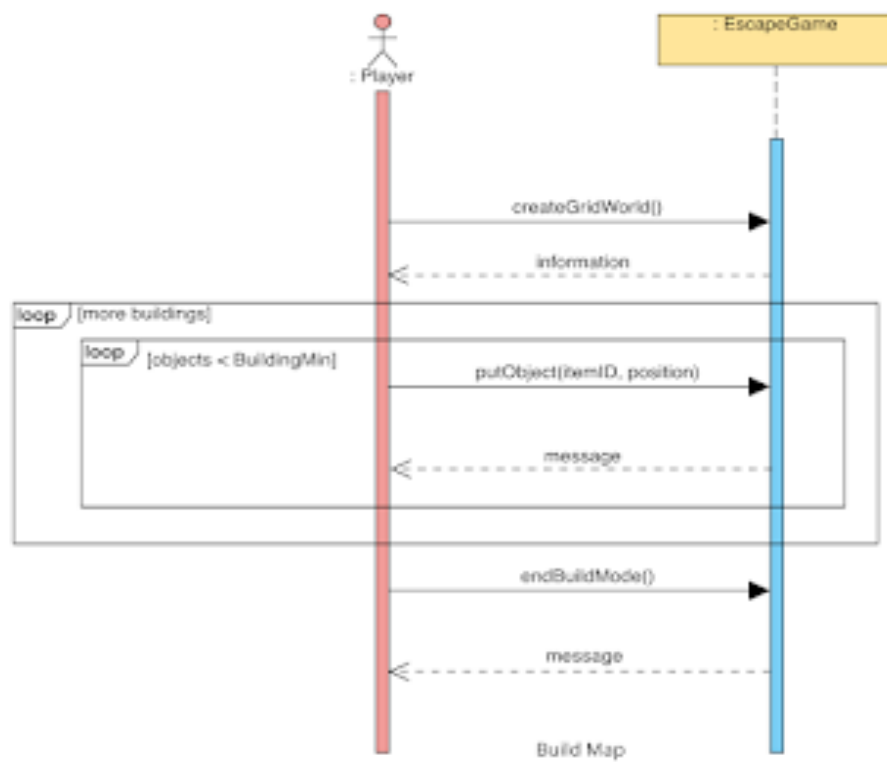 : Player
: EscapeGame
createGridWorld()
information
loop [more buildings]
loop [objects < BuildingMin]
putObject(itemID, position)
message
endBuildMode()
message
Build Map